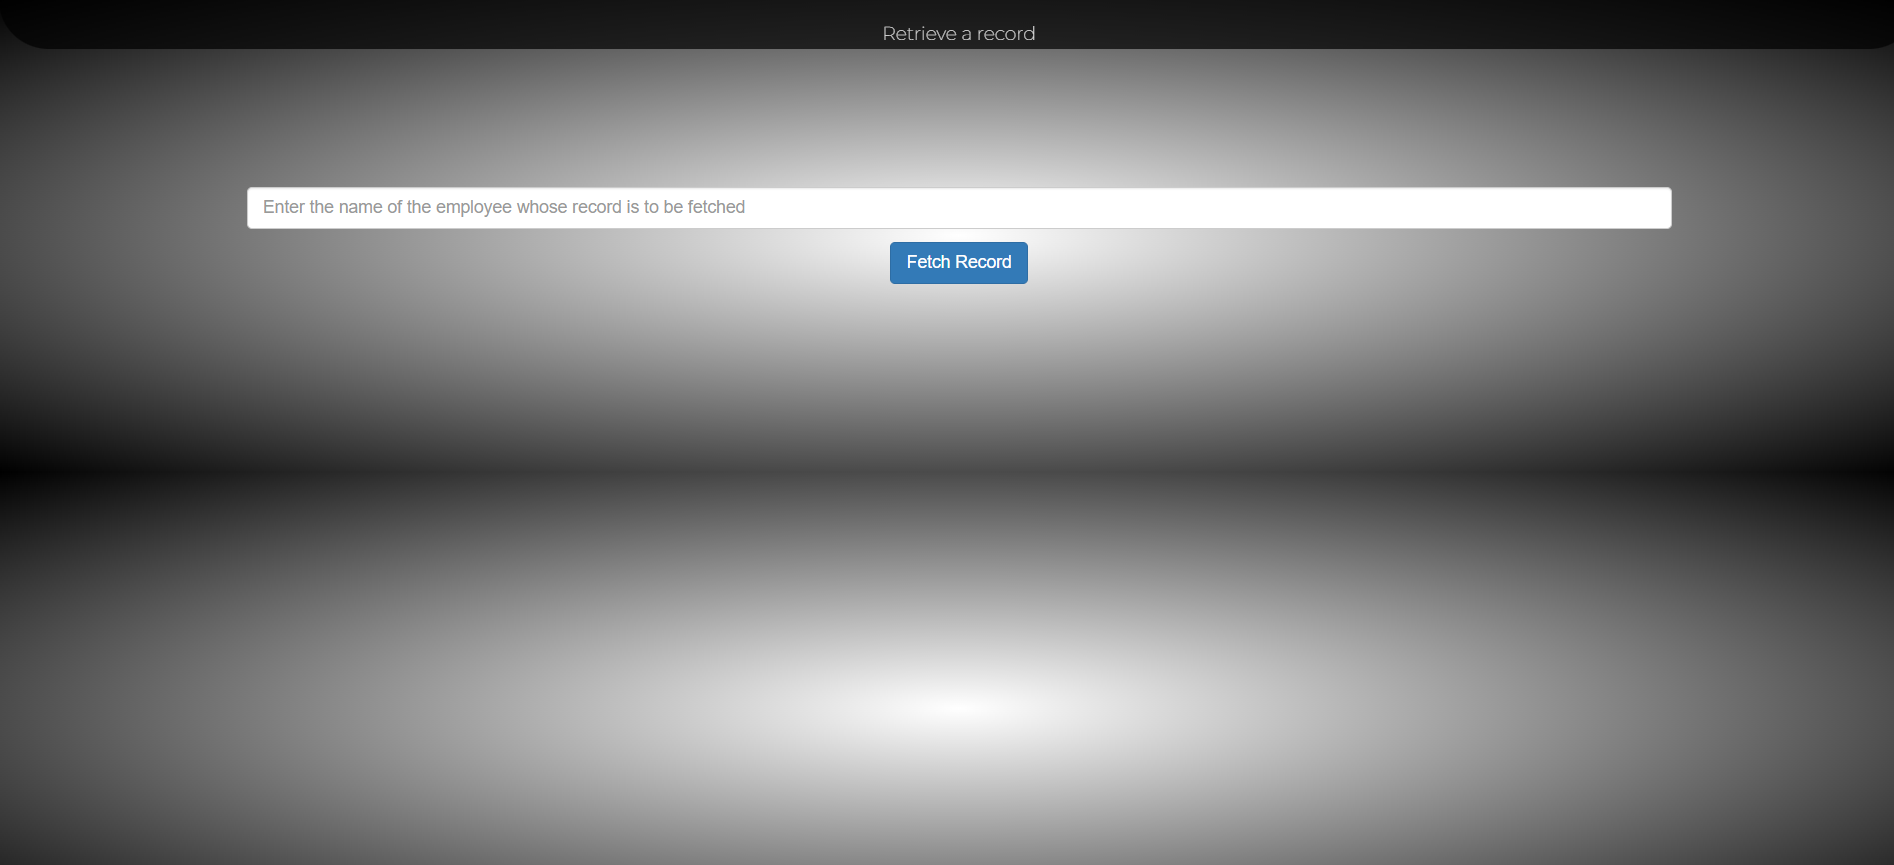 Retrieve a record
Enter the name of the employee whose record is to be fetched
Fetch Record